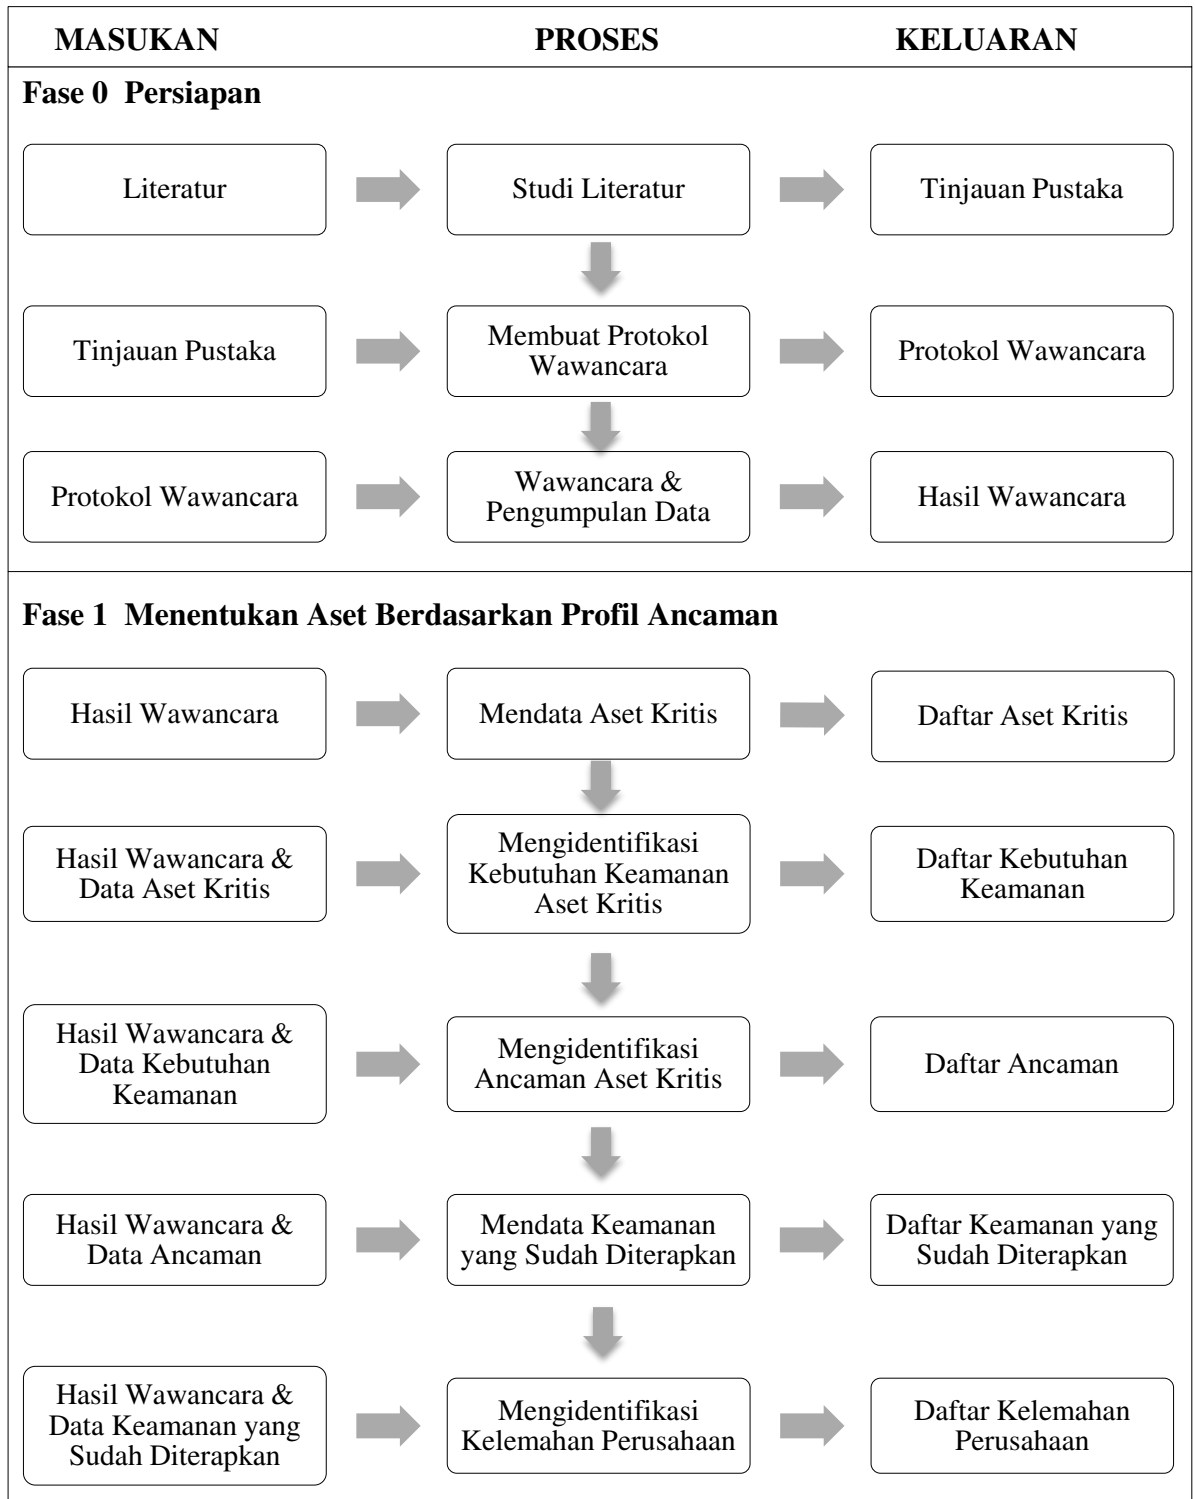 MASUKAN PROSES KELUARAN
Fase 0 Persiapan
Literatur
Studi Literatur
Tinjauan Pustaka
Tinjauan Pustaka
Membuat Protokol
Wawancara
Protokol Wawancara
Protokol Wawancara
Wawancara &
Pengumpulan Data
Hasil Wawancara
Fase 1 Menentukan Aset Berdasarkan Profil Ancaman
Hasil Wawancara
Mendata Aset Kritis
Daftar Aset Kritis
Hasil Wawancara &
Data Aset Kritis
Mengidentifikasi
Kebutuhan Keamanan
Aset Kritis
Daftar Kebutuhan
Keamanan
Hasil Wawancara &
Data Kebutuhan
Keamanan
Mengidentifikasi
Ancaman Aset Kritis
Daftar Ancaman
Hasil Wawancara &
Data Ancaman
Mendata Keamanan
yang Sudah Diterapkan
Daftar Keamanan yang
Sudah Diterapkan
Hasil Wawancara &
Data Keamanan yang
Sudah Diterapkan
Mengidentifikasi
Kelemahan Perusahaan
Daftar Kelemahan
Perusahaan